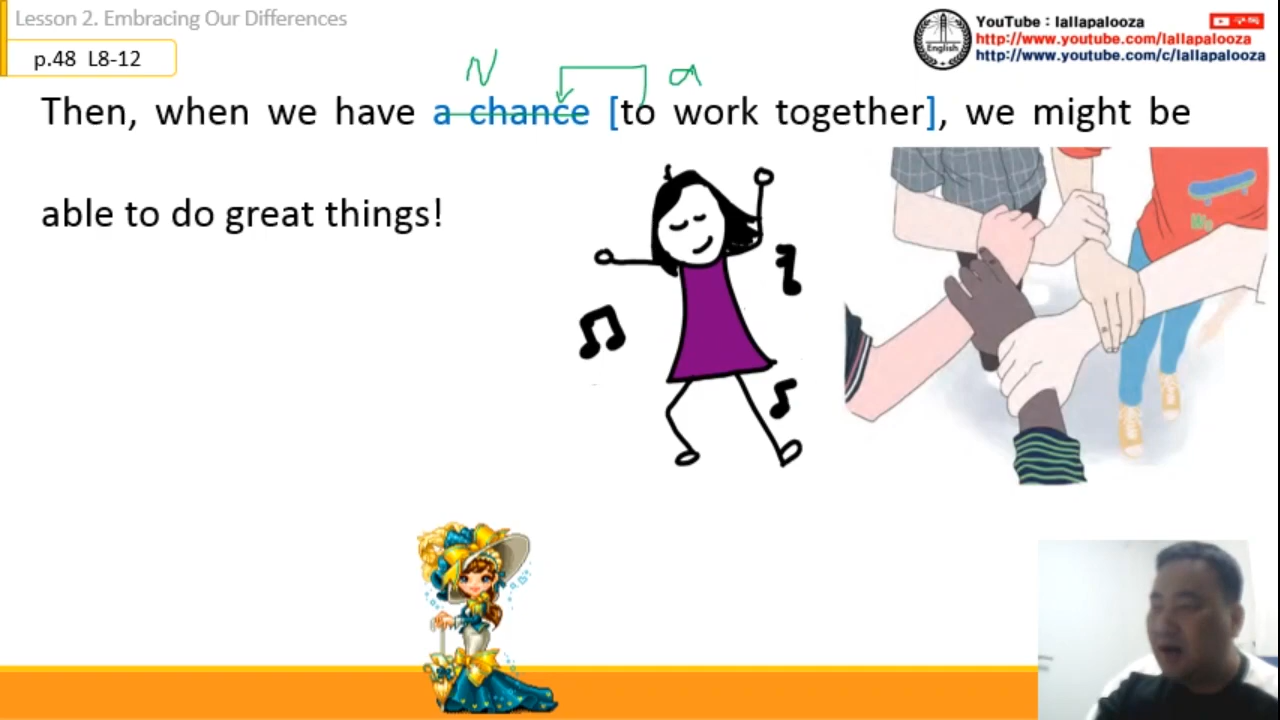 Lesson 2. Embracing Our Differences
p.48 L8-12
English
YouTube : lallapalooza
http://www.youtube.com/lallapalooza
http://www.youtube.com/c/lallapalooza
N
a
Then, when we have a chance [to work together], we might be
able to do great things!